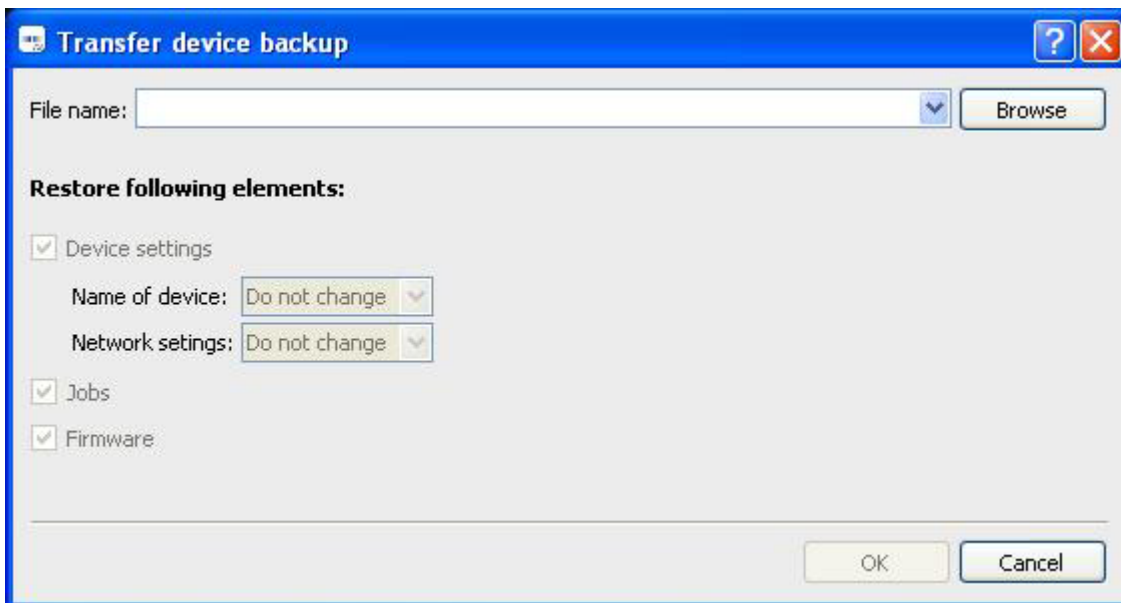 Transfer device backup
File name: Browse
Restore following elements:
Device settings
Name of device: Do not change
Network setings: Do not change
Jobs
Firmware
OK Cancel